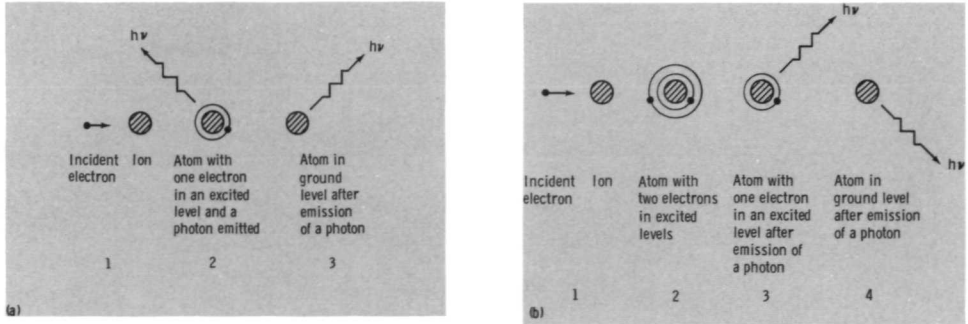 hν
hν
Incident
electron
Ion
Atom with
one electron
in an excited
level and a
photon emitted
Atom in
ground
level after
emission
of a photon
1
2
3
(a)
hν
hν
Incident
electron
Ion
Atom with
two electrons
in excited
levels
Atom with
one electron
in an excited
level after
emission of
a photon
Atom in
ground level
after emission
of a photon
1
2
3
4
(b)